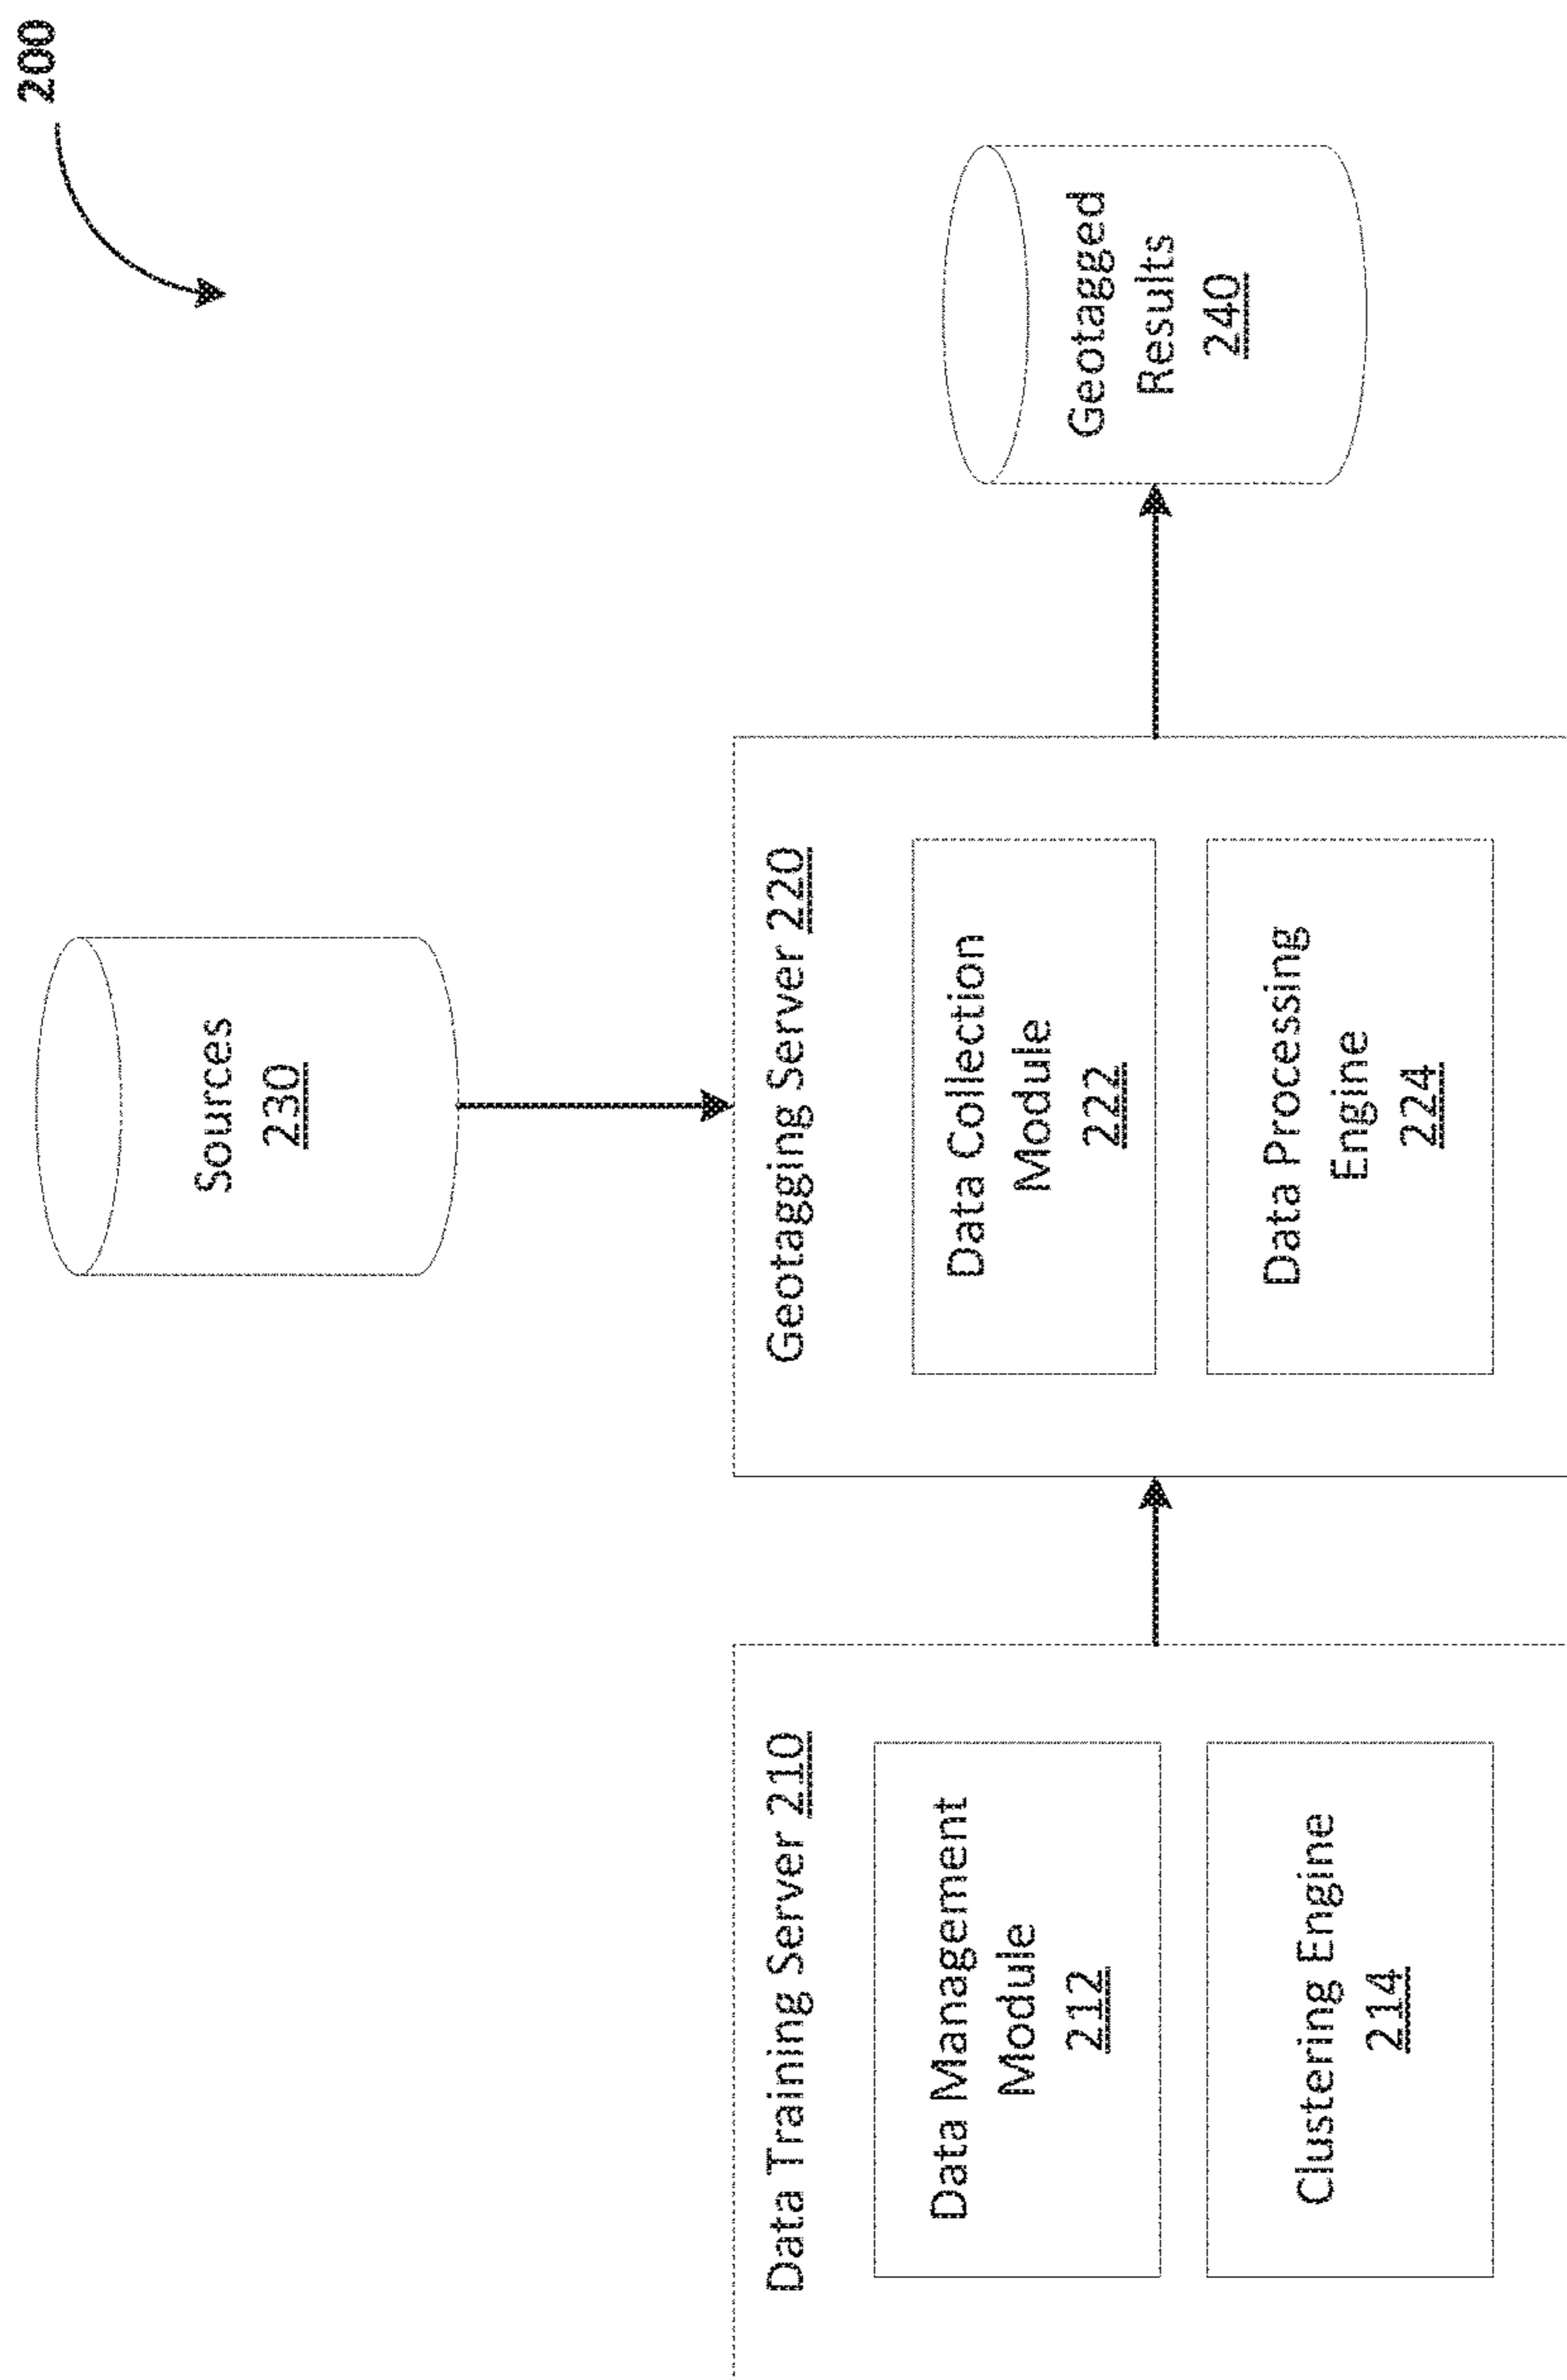 200
Sources
230
Data Training Server 210
Data Management
Module
212
Clustering Engine
214
Geotagging Server 220
Data Collection
Module
222
Data Processing
Engine
224
Geotagged
Results
240